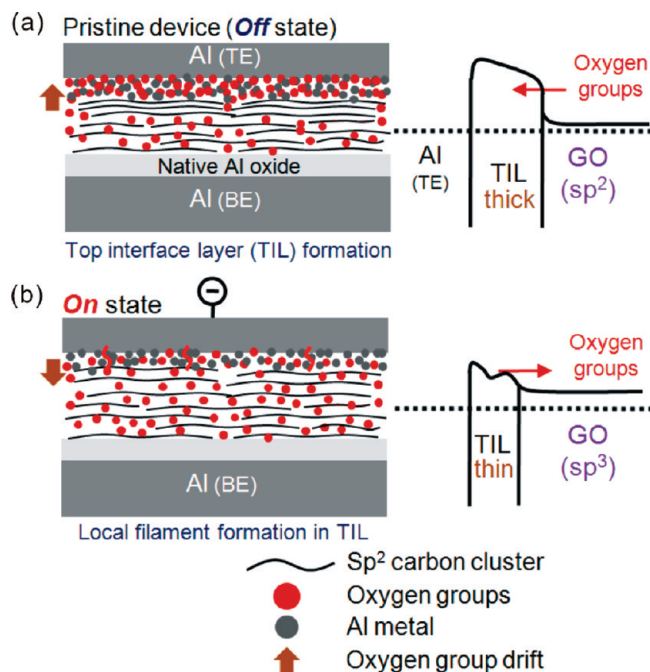 (a)
Pristine device (Off state)
Al (TE)
Native Al oxide
Al (BE)
Top interface layer (TIL) formation
Oxygen
groups
Al
(TE)
TIL
thick
GO
(sp²)
(b)
On state
−
Al (BE)
Local filament formation in TIL
Oxygen
groups
TIL
thin
GO
(sp³)
Sp² carbon cluster
Oxygen groups
Al metal
Oxygen group drift